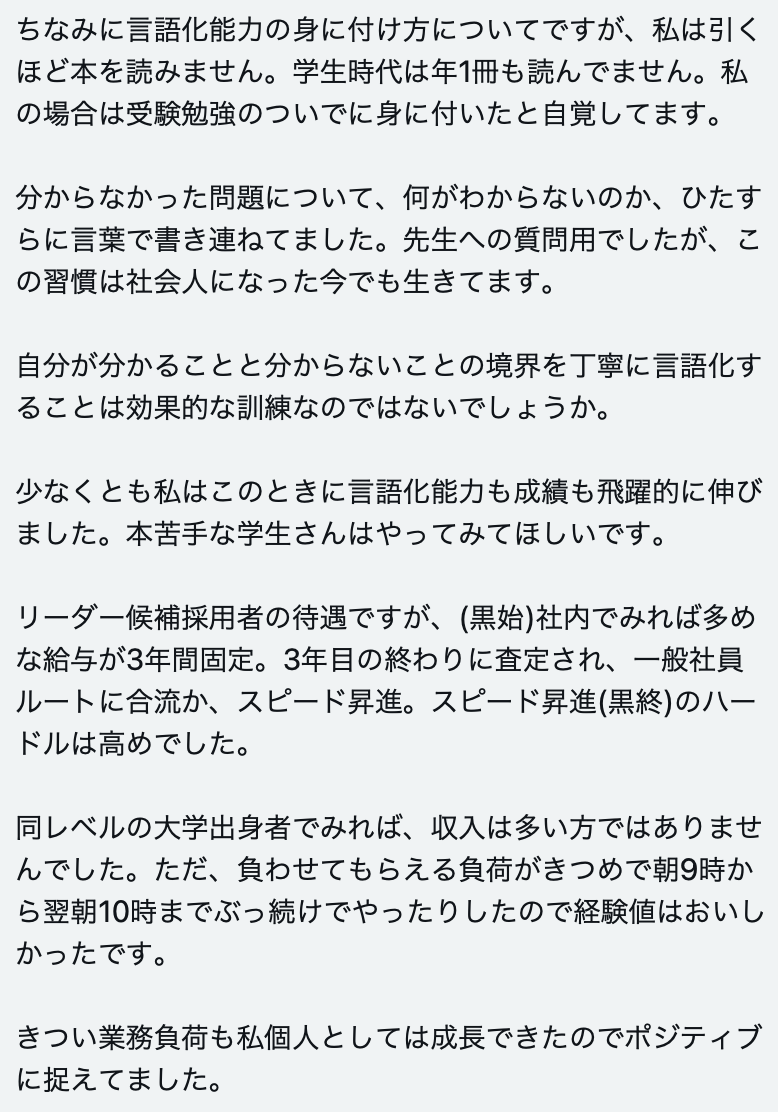 ちなみに言語化能力の身に付け方についてですが、私は引く
ほど本を読みません。学生時代は年1冊も読んでません。私
の場合は受験勉強のついでに身に付いたと自覚してます。
分からなかった問題について、何がわからないのか、ひたす
らに言葉で書き連ねてました。先生への質問用でしたが、こ
の習慣は社会人になった今でも生きてます。
自分が分かることと分からないことの境界を丁寧に言語化す
ることは効果的な訓練なのではないでしょうか。
少なくとも私はこのときに言語化能力も成績も飛躍的に伸び
ました。本苦手な学生さんはやってみてほしいです。
リーダー候補採用者の待遇ですが、(黒始)社内でみれば多め
な給与が3年間固定。3年目の終わりに査定され、一般社員
ルートに合流か、スピード昇進。スピード昇進(黒終)のハー
ドルは高めでした。
同レベルの大学出身者でみれば、収入は多い方ではありませ
んでした。ただ、負わせてもらえる負荷がきつめで朝9時か
ら翌朝10時までぶっ続けでやったりしたので経験値はおいし
かったです。
きつい業務負荷も私個人としては成長できたのでポジティブ
に捉えてました。